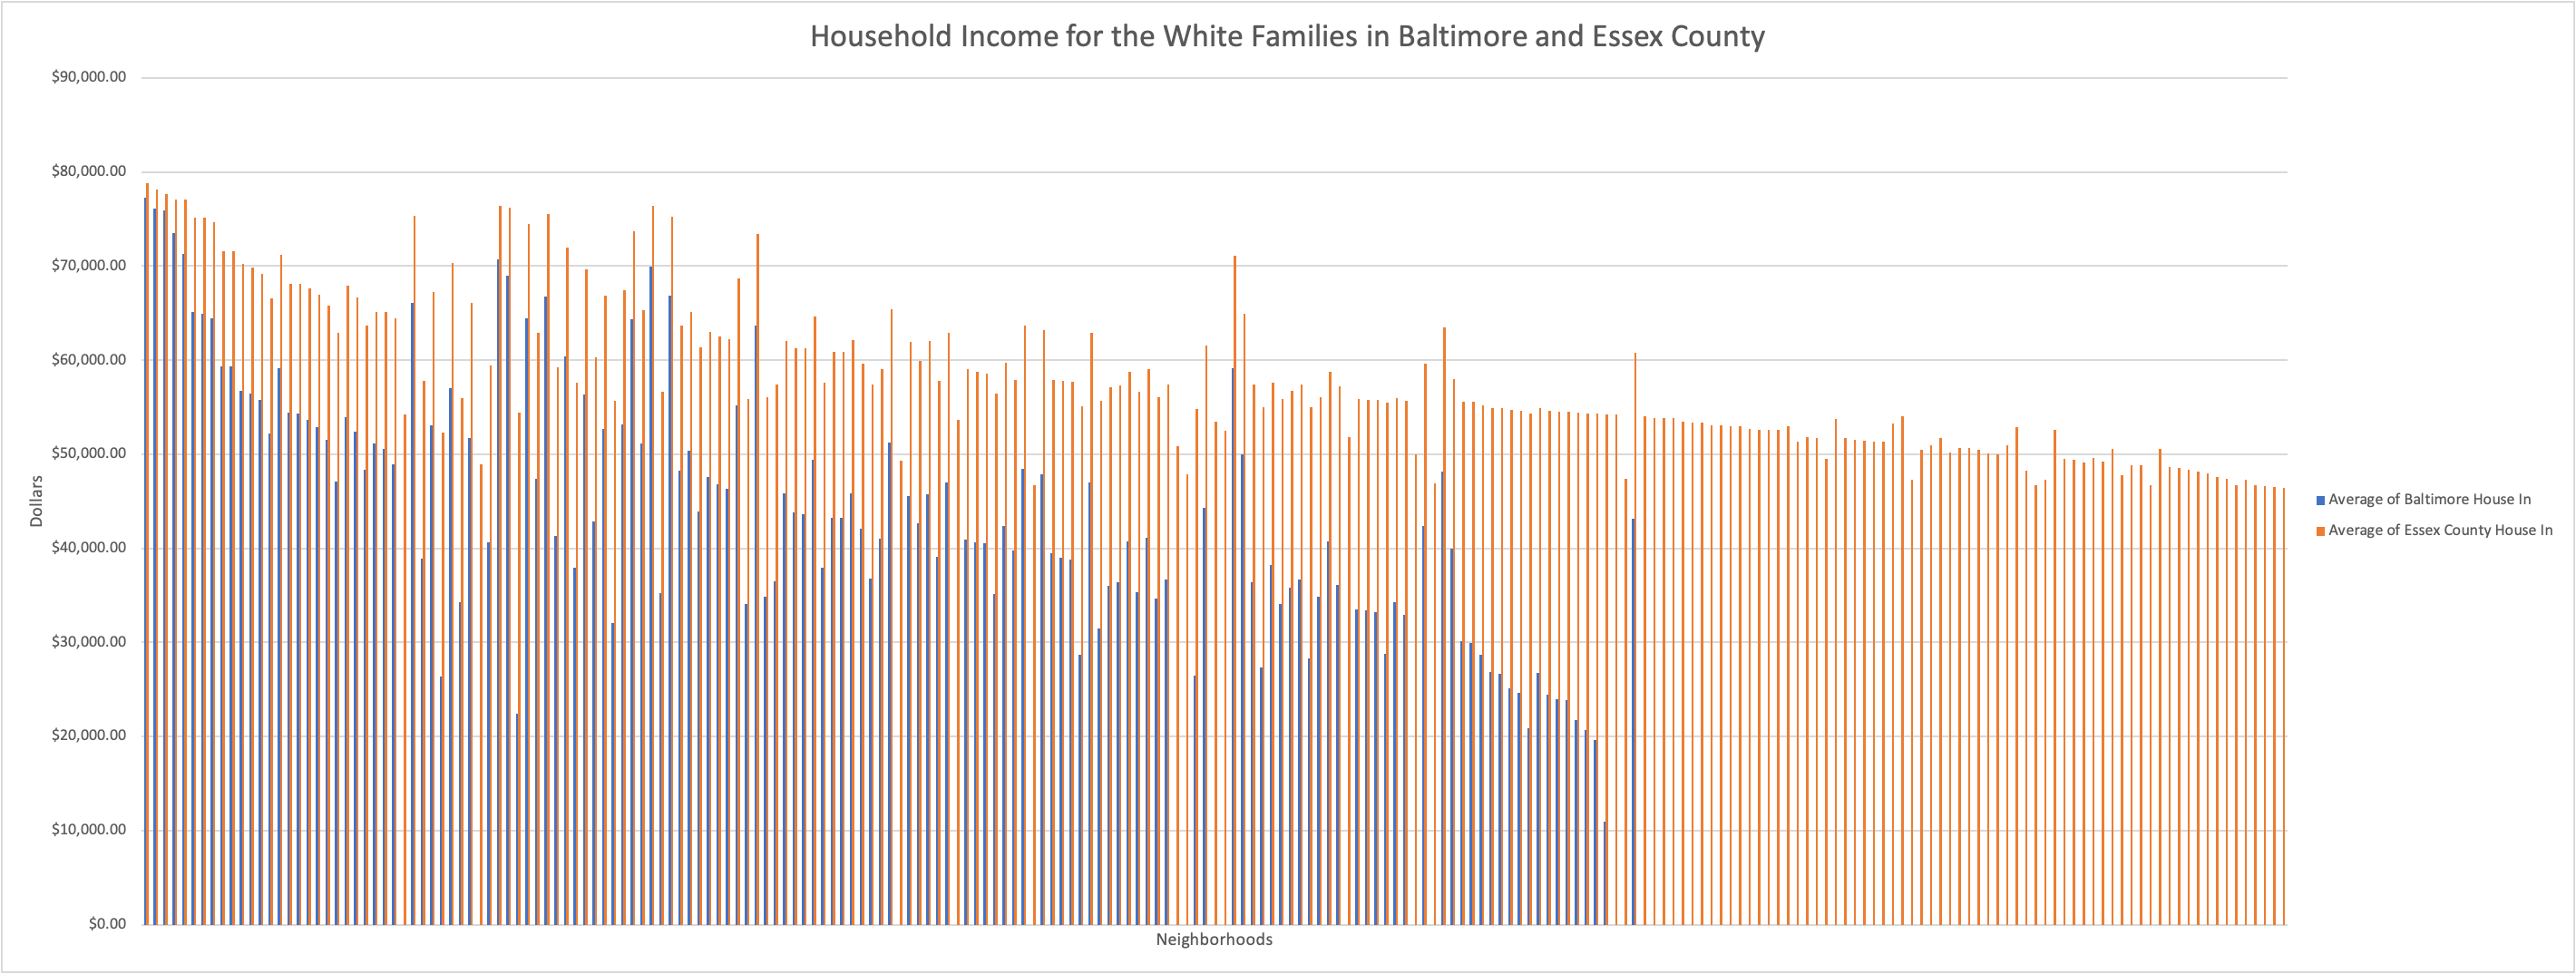 Household Income for the White Families in Baltimore and Essex County
$90,000.00
$80,000.00
$70,000.00
$60,000.00
$50,000.00
$40,000.00
$30,000.00
$20,000.00
$10,000.00
$0.00
Dollars
Neighborhoods
Average of Baltimore House In
Average of Essex County House In